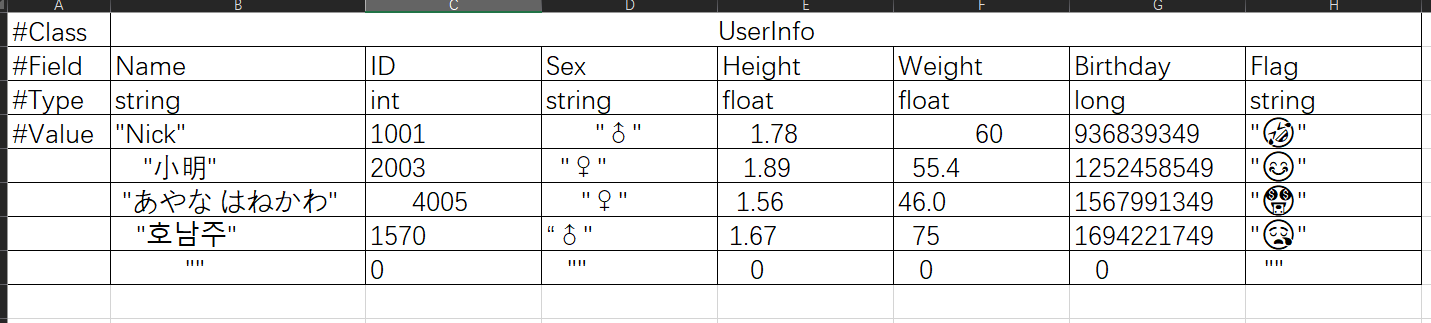 A B C D E F G H
#Class UserInfo
#Field Name ID Sex Height Weight Birthday Flag
#Type string int string float float long string
#Value "Nick" 1001 "♂" 1.78 60 936839349 "🤣"
"小明" 2003 "♀" 1.89 55.4 1252458549 "😊"
"あやな はねかわ" 4005 "♀" 1.56 46.0 1567991349 "🤑"
"호남주" 1570 “♂" 1.67 75 1694221749 "😪"
"" 0 "" 0 0 0 ""